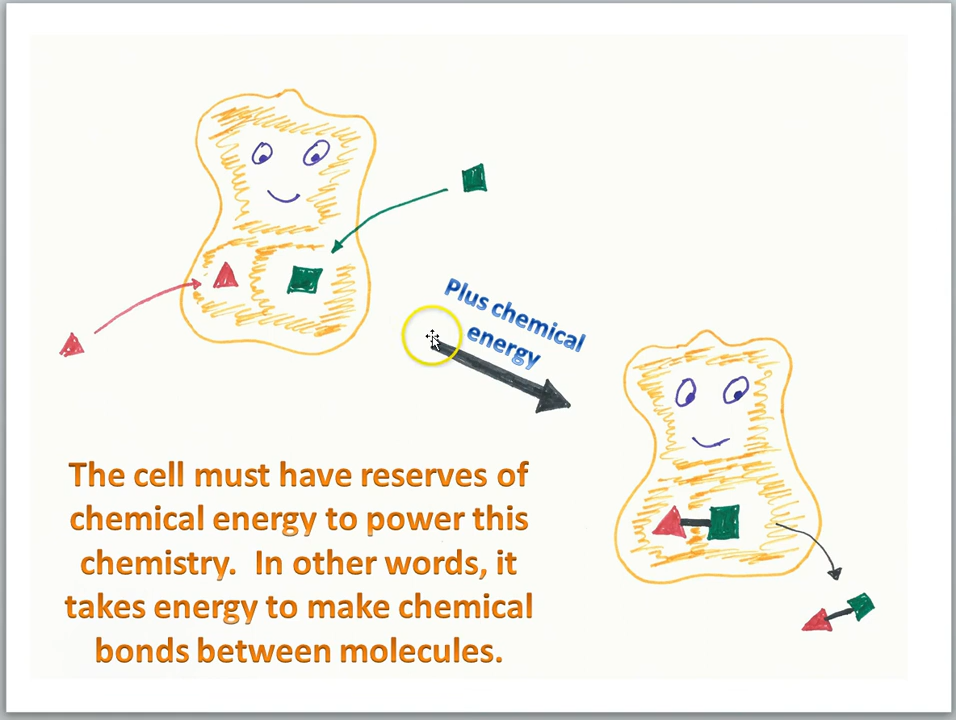 Plus chemical
energy
The cell must have reserves of
chemical energy to power this
chemistry.  In other words, it
takes energy to make chemical
bonds between molecules.